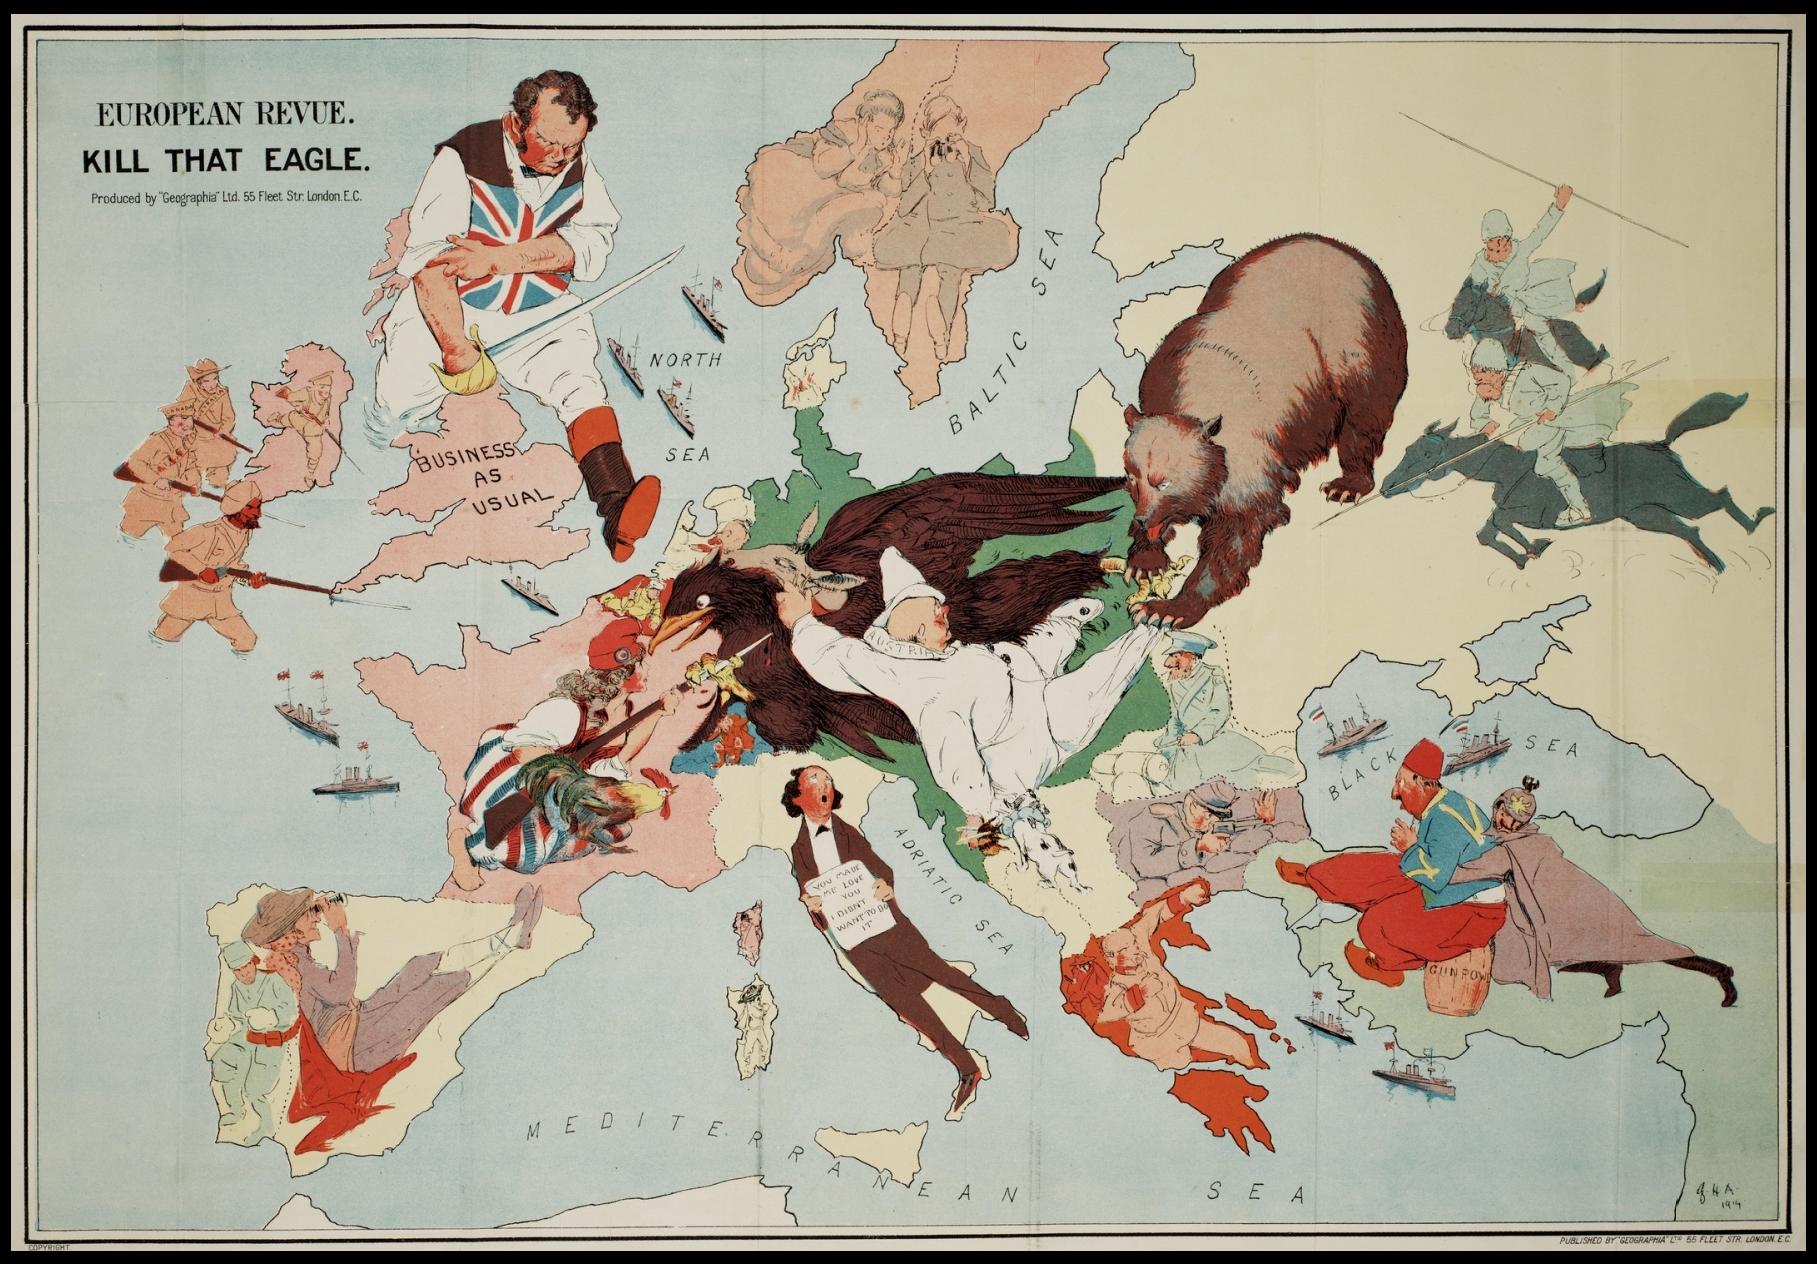 EUROPEAN REVUE.
KILL THAT EAGLE.
Produced by "Geographia" Ltd. 55 Fleet Str. London. E.C.
NORTH
SEA
BALTIC SEA
CANADA
BUSINESS
AS
USUAL
AUSTRIA
BLACK SEA
ADRIATIC SEA
YOU MADE
ME LOVE
YOU
I DIDN'T
WANT TO DO
IT
GUNPOW
MEDITERRANEAN SEA
G.H.A.
1914
COPYRIGHT.
PUBLISHED BY "GEOGRAPHIA" LTD 55 FLEET STR. LONDON. E.C.